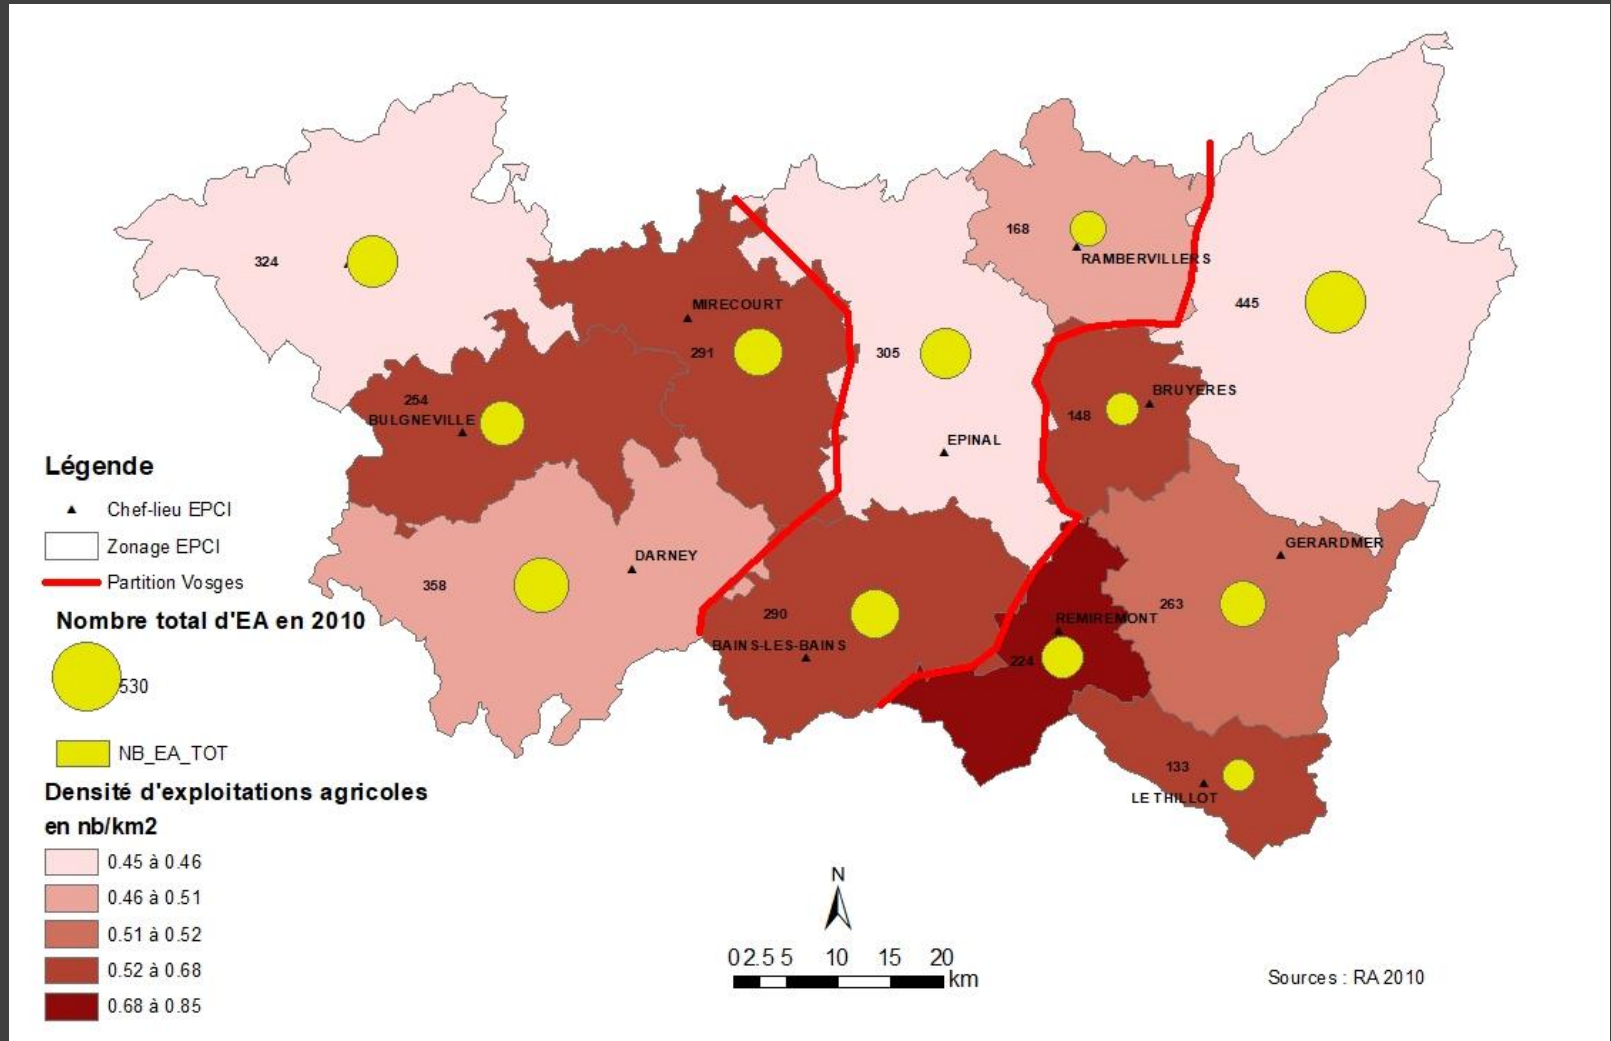 324
168
RAMBERVILLERS
445
MIRECOURT
291
305
254
BULGNEVILLE
BRUYERES
148
EPINAL
Légende
Chef-lieu EPCI
Zonage EPCI
Partition Vosges
DARNEY
358
GERARDMER
263
290
BAINS-LES-BAINS
REMIREMONT
224
133
LE THILLOT
Nombre total d'EA en 2010
530
NB_EA_TOT
Densité d'exploitations agricoles
en nb/km2
0.45 à 0.46
0.46 à 0.51
0.51 à 0.52
0.52 à 0.68
0.68 à 0.85
N
0 2.5 5 10 15 20
km
Sources : RA 2010